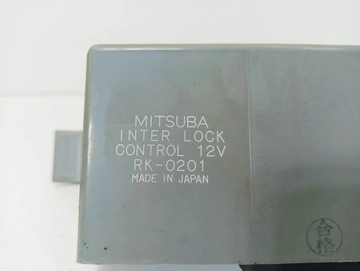 MITSUBA
INTER LOCK
CONTROL 12V
RK-0201
MADE IN JAPAN
合格